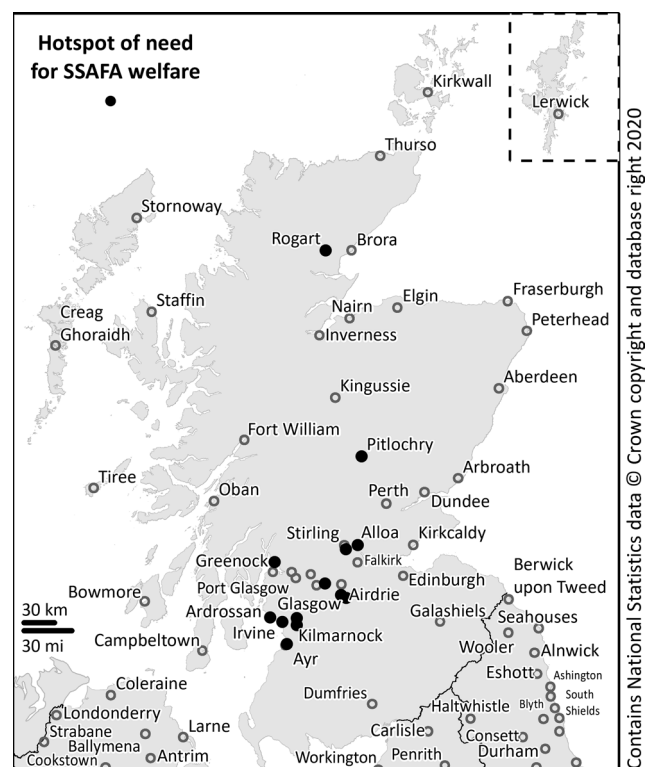 Hotspot of need
for SSAFA welfare
Kirkwall
Lerwick
Thurso
Stornoway
Rogart
Brora
Staffin
Creag
Ghoraidh
Nairn
Elgin
Fraserburgh
Peterhead
Inverness
Kingussie
Aberdeen
Fort William
Pitlochry
Tiree
Oban
Arbroath
Perth
Dundee
Stirling
Alloa
Kirkcaldy
Greenock
Falkirk
Port Glasgow
Edinburgh
Berwick
upon Tweed
Bowmore
Glasgow
Airdrie
30 km
30 mi
Ardrossan
Irvine
Kilmarnock
Galashiels
Seahouses
Campbeltown
Ayr
Wooler
Alnwick
Eshott
Ashington
Coleraine
Dumfries
South
Shields
Blyth
Haltwhistle
Londonderry
Strabane
Larne
Carlisle
Consett
Ballymena
Antrim
Cookstown
Workington
Penrith
Durham
Contains National Statistics data © Crown copyright and database right 2020